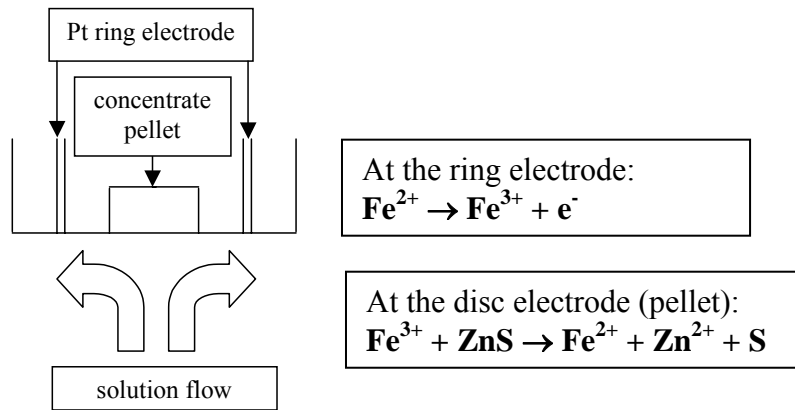 Pt ring electrode
concentrate
pellet
At the ring electrode:
Fe²⁺ → Fe³⁺ + e⁻
At the disc electrode (pellet):
Fe³⁺ + ZnS → Fe²⁺ + Zn²⁺ + S
solution flow